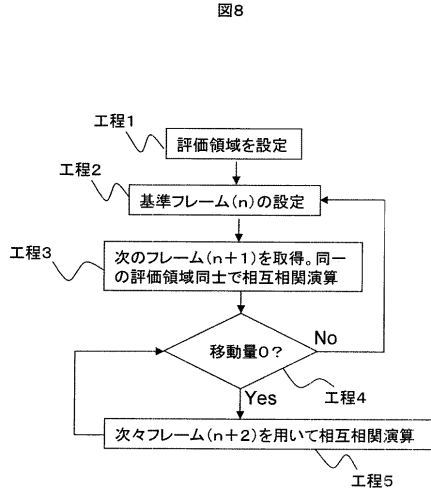 図8
工程1
評価領域を設定
工程2
基準フレーム(n)の設定
工程3
次のフレーム(n+1)を取得。同一
の評価領域同士で相互相関演算
移動量0?
No
工程4
Yes
次々フレーム(n+2)を用いて相互相関演算
工程5